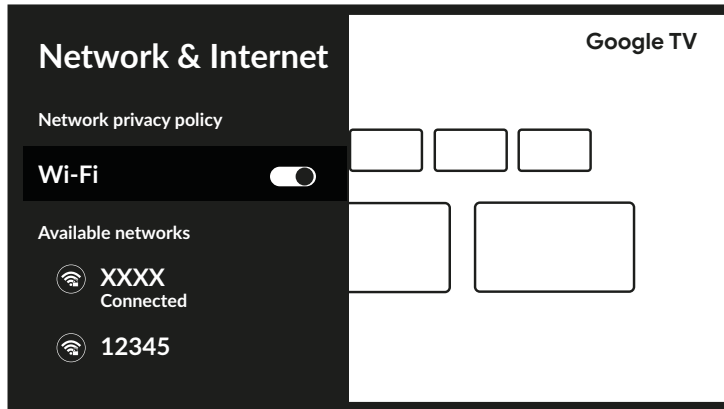 Network & Internet
Google TV
Network privacy policy
Wi-Fi
Available networks
XXXX
Connected
12345